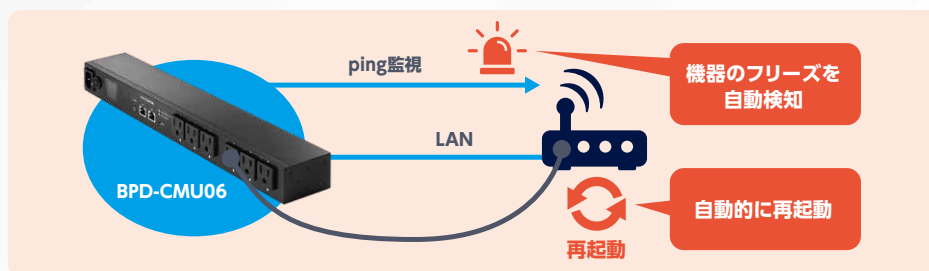 ping監視
機器のフリーズを
自動検知
LAN
BPD-CMU06
自動的に再起動
再起動